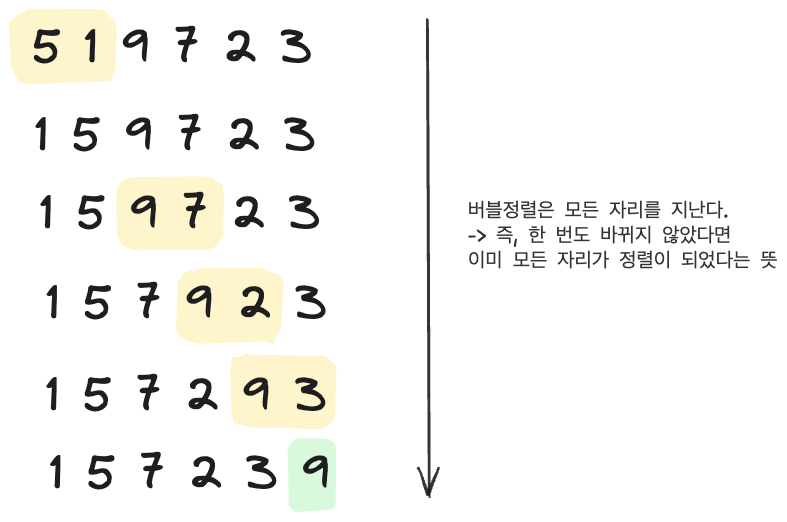 5 1 9 7 2 3
1 5 9 7 2 3
1 5 9 7 2 3
1 5 7 9 2 3
1 5 7 2 9 3
1 5 7 2 3 9
버블정렬은 모든 자리를 지난다.
-> 즉, 한 번도 바뀌지 않았다면
이미 모든 자리가 정렬이 되었다는 뜻